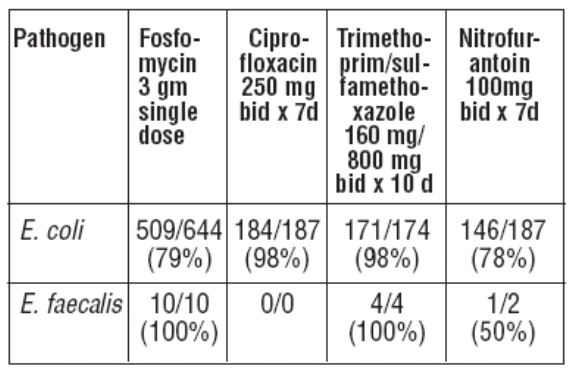 Pathogen
Fosfo-
mycin
3 gm
single
dose
Cipro-
floxacin
250 mg
bid x 7d
Trimetho-
prim/sul-
fametho-
xazole
160 mg/
800 mg
bid x 10 d
Nitrofur-
antoin
100mg
bid x 7d
E. coli
509/644
(79%)
184/187
(98%)
171/174
(98%)
146/187
(78%)
E. faecalis
10/10
(100%)
0/0
4/4
(100%)
1/2
(50%)